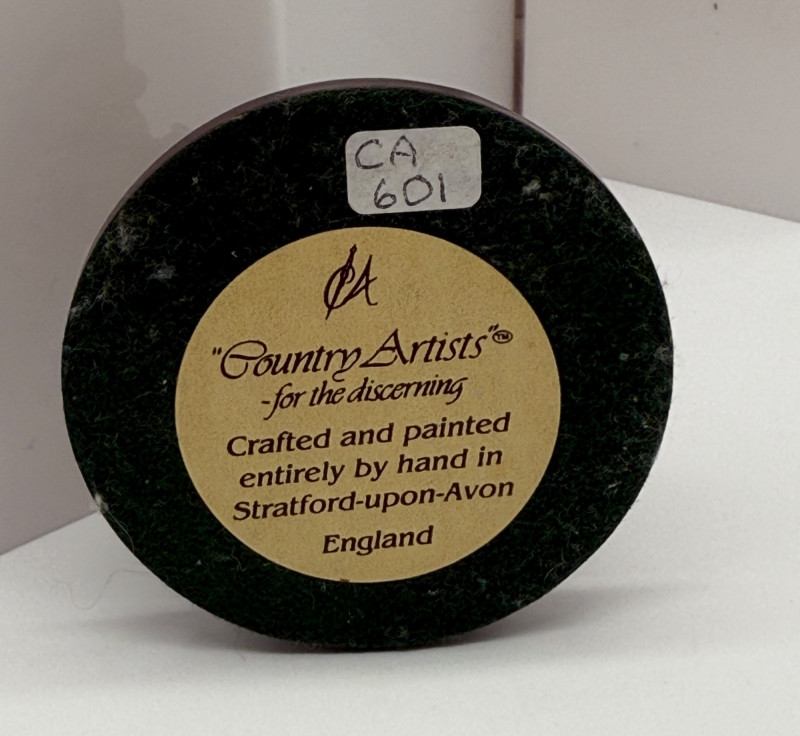 CA
601
CA
"Country Artists"™
-for the discerning
Crafted and painted
entirely by hand in
Stratford-upon-Avon
England